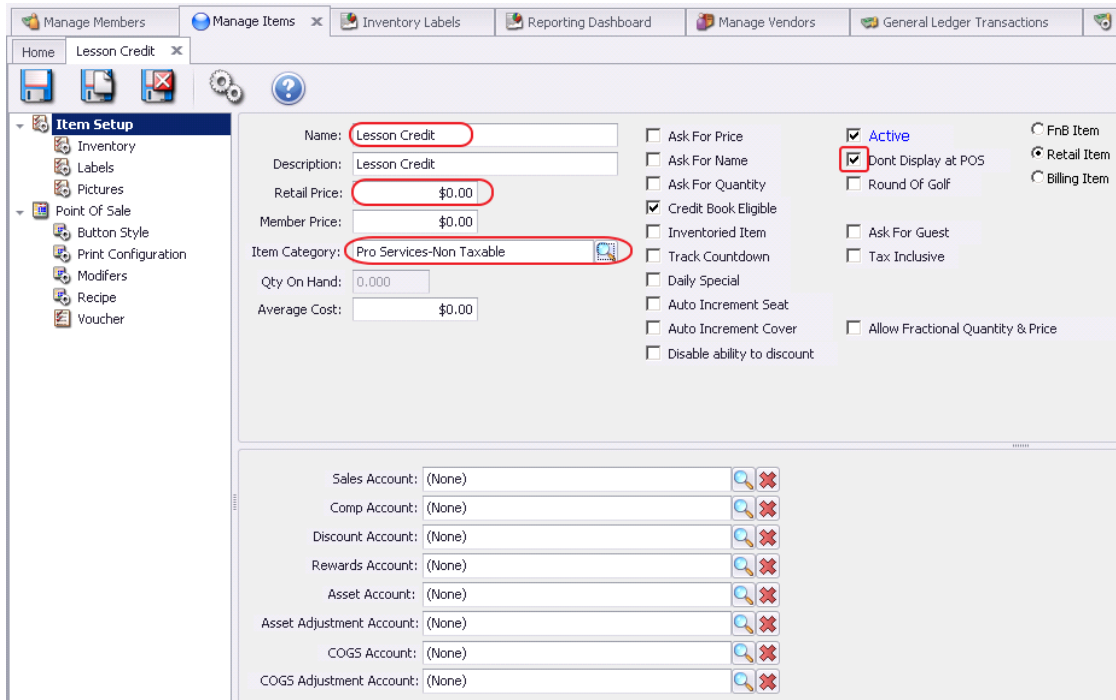 Manage Members Manage Items Inventory Labels Reporting Dashboard Manage Vendors General Ledger Transactions
Home Lesson Credit
Item Setup
Inventory
Labels
Pictures
Point Of Sale
Button Style
Print Configuration
Modifers
Recipe
Voucher
Name: Lesson Credit
Description: Lesson Credit
Retail Price: $0.00
Member Price: $0.00
Item Category: Pro Services-Non Taxable
Qty On Hand: 0.000
Average Cost: $0.00
Ask For Price
Ask For Name
Ask For Quantity
Credit Book Eligible
Inventoried Item
Track Countdown
Daily Special
Auto Increment Seat
Auto Increment Cover
Disable ability to discount
Active
Dont Display at POS
Round Of Golf
Ask For Guest
Tax Inclusive
Allow Fractional Quantity & Price
FnB Item
Retail Item
Billing Item
Sales Account: (None)
Comp Account: (None)
Discount Account: (None)
Rewards Account: (None)
Asset Account: (None)
Asset Adjustment Account: (None)
COGS Account: (None)
COGS Adjustment Account: (None)